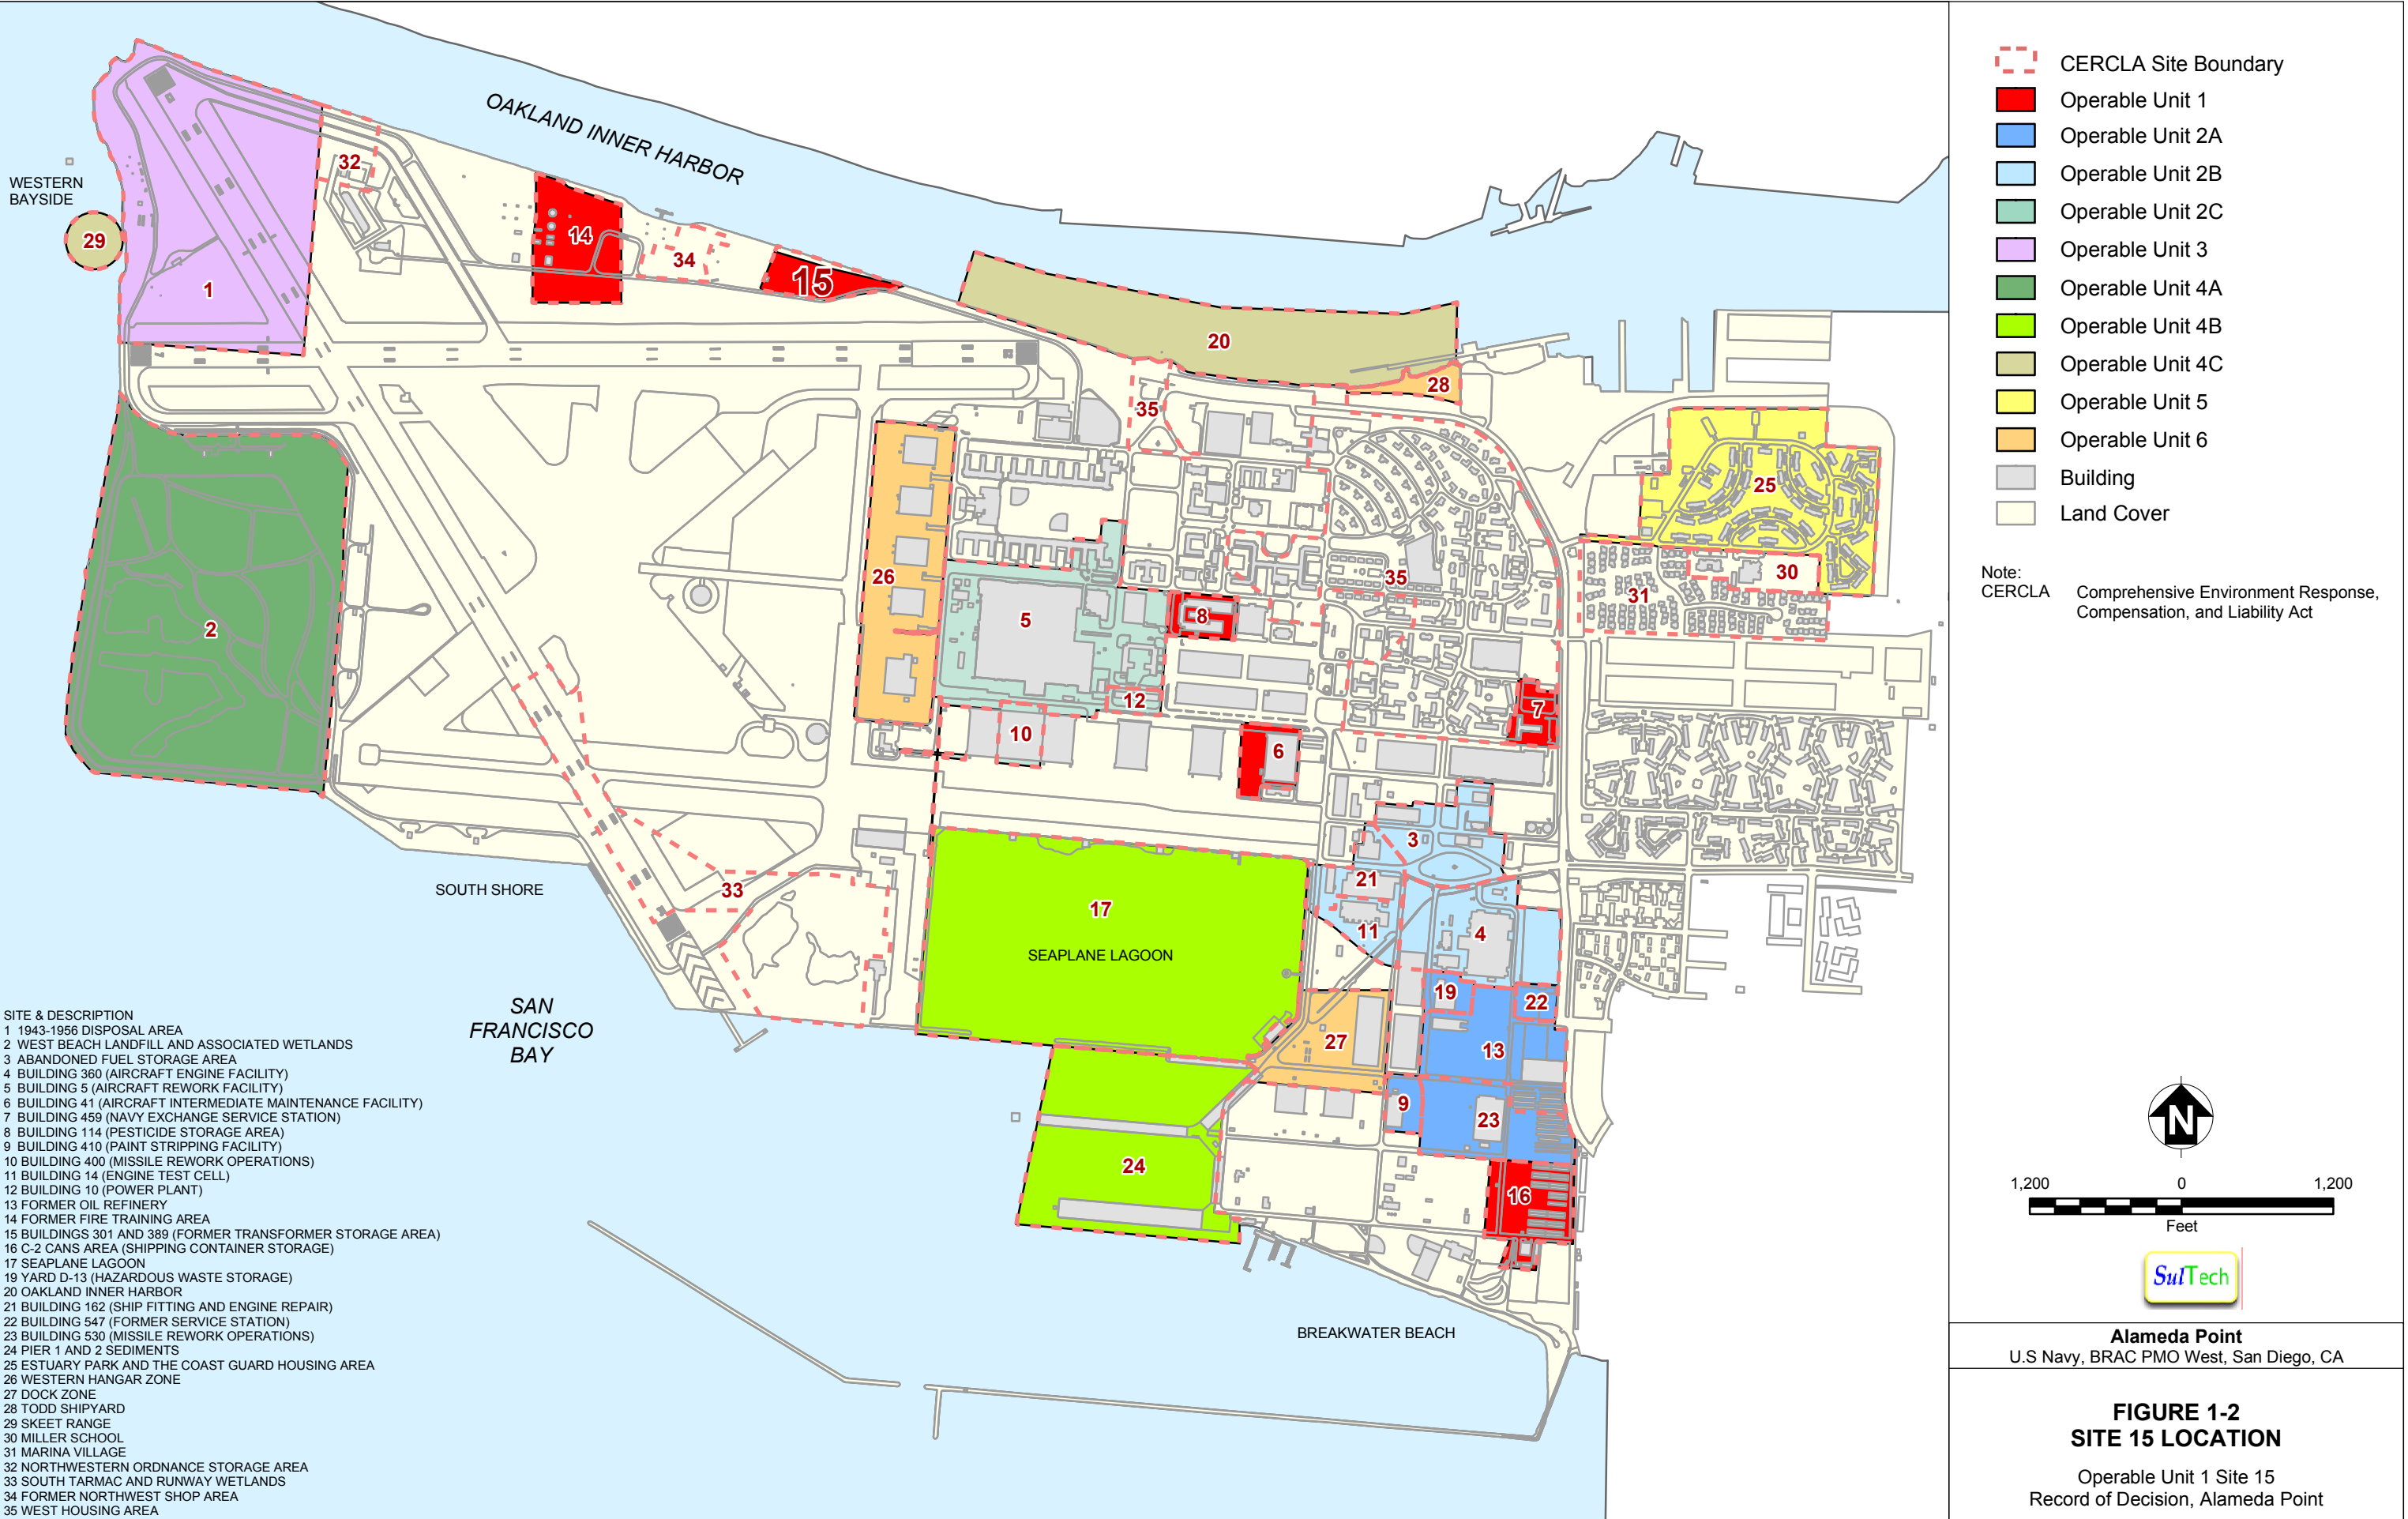 OAKLAND INNER HARBOR
WESTERN
BAYSIDE
32
29
14
34
15
1
20
28
35
25
26
35
30
31
5
8
2
12
7
10
6
3
33
21
17
11
4
SOUTH SHORE
SEAPLANE LAGOON
19
22
27
13
SAN
FRANCISCO
BAY
9
23
24
16
BREAKWATER BEACH
SITE & DESCRIPTION
1 1943-1956 DISPOSAL AREA
2 WEST BEACH LANDFILL AND ASSOCIATED WETLANDS
3 ABANDONED FUEL STORAGE AREA
4 BUILDING 360 (AIRCRAFT ENGINE FACILITY)
5 BUILDING 5 (AIRCRAFT REWORK FACILITY)
6 BUILDING 41 (AIRCRAFT INTERMEDIATE MAINTENANCE FACILITY)
7 BUILDING 459 (NAVY EXCHANGE SERVICE STATION)
8 BUILDING 114 (PESTICIDE STORAGE AREA)
9 BUILDING 410 (PAINT STRIPPING FACILITY)
10 BUILDING 400 (MISSILE REWORK OPERATIONS)
11 BUILDING 14 (ENGINE TEST CELL)
12 BUILDING 10 (POWER PLANT)
13 FORMER OIL REFINERY
14 FORMER FIRE TRAINING AREA
15 BUILDINGS 301 AND 389 (FORMER TRANSFORMER STORAGE AREA)
16 C-2 CANS AREA (SHIPPING CONTAINER STORAGE)
17 SEAPLANE LAGOON
19 YARD D-13 (HAZARDOUS WASTE STORAGE)
20 OAKLAND INNER HARBOR
21 BUILDING 162 (SHIP FITTING AND ENGINE REPAIR)
22 BUILDING 547 (FORMER SERVICE STATION)
23 BUILDING 530 (MISSILE REWORK OPERATIONS)
24 PIER 1 AND 2 SEDIMENTS
25 ESTUARY PARK AND THE COAST GUARD HOUSING AREA
26 WESTERN HANGAR ZONE
27 DOCK ZONE
28 TODD SHIPYARD
29 SKEET RANGE
30 MILLER SCHOOL
31 MARINA VILLAGE
32 NORTHWESTERN ORDNANCE STORAGE AREA
33 SOUTH TARMAC AND RUNWAY WETLANDS
34 FORMER NORTHWEST SHOP AREA
35 WEST HOUSING AREA
CERCLA Site Boundary
Operable Unit 1
Operable Unit 2A
Operable Unit 2B
Operable Unit 2C
Operable Unit 3
Operable Unit 4A
Operable Unit 4B
Operable Unit 4C
Operable Unit 5
Operable Unit 6
Building
Land Cover
Note:
CERCLA Comprehensive Environment Response,
Compensation, and Liability Act
N
1,200 0 1,200
Feet
SulTech
Alameda Point
U.S Navy, BRAC PMO West, San Diego, CA
FIGURE 1-2
SITE 15 LOCATION
Operable Unit 1 Site 15
Record of Decision, Alameda Point